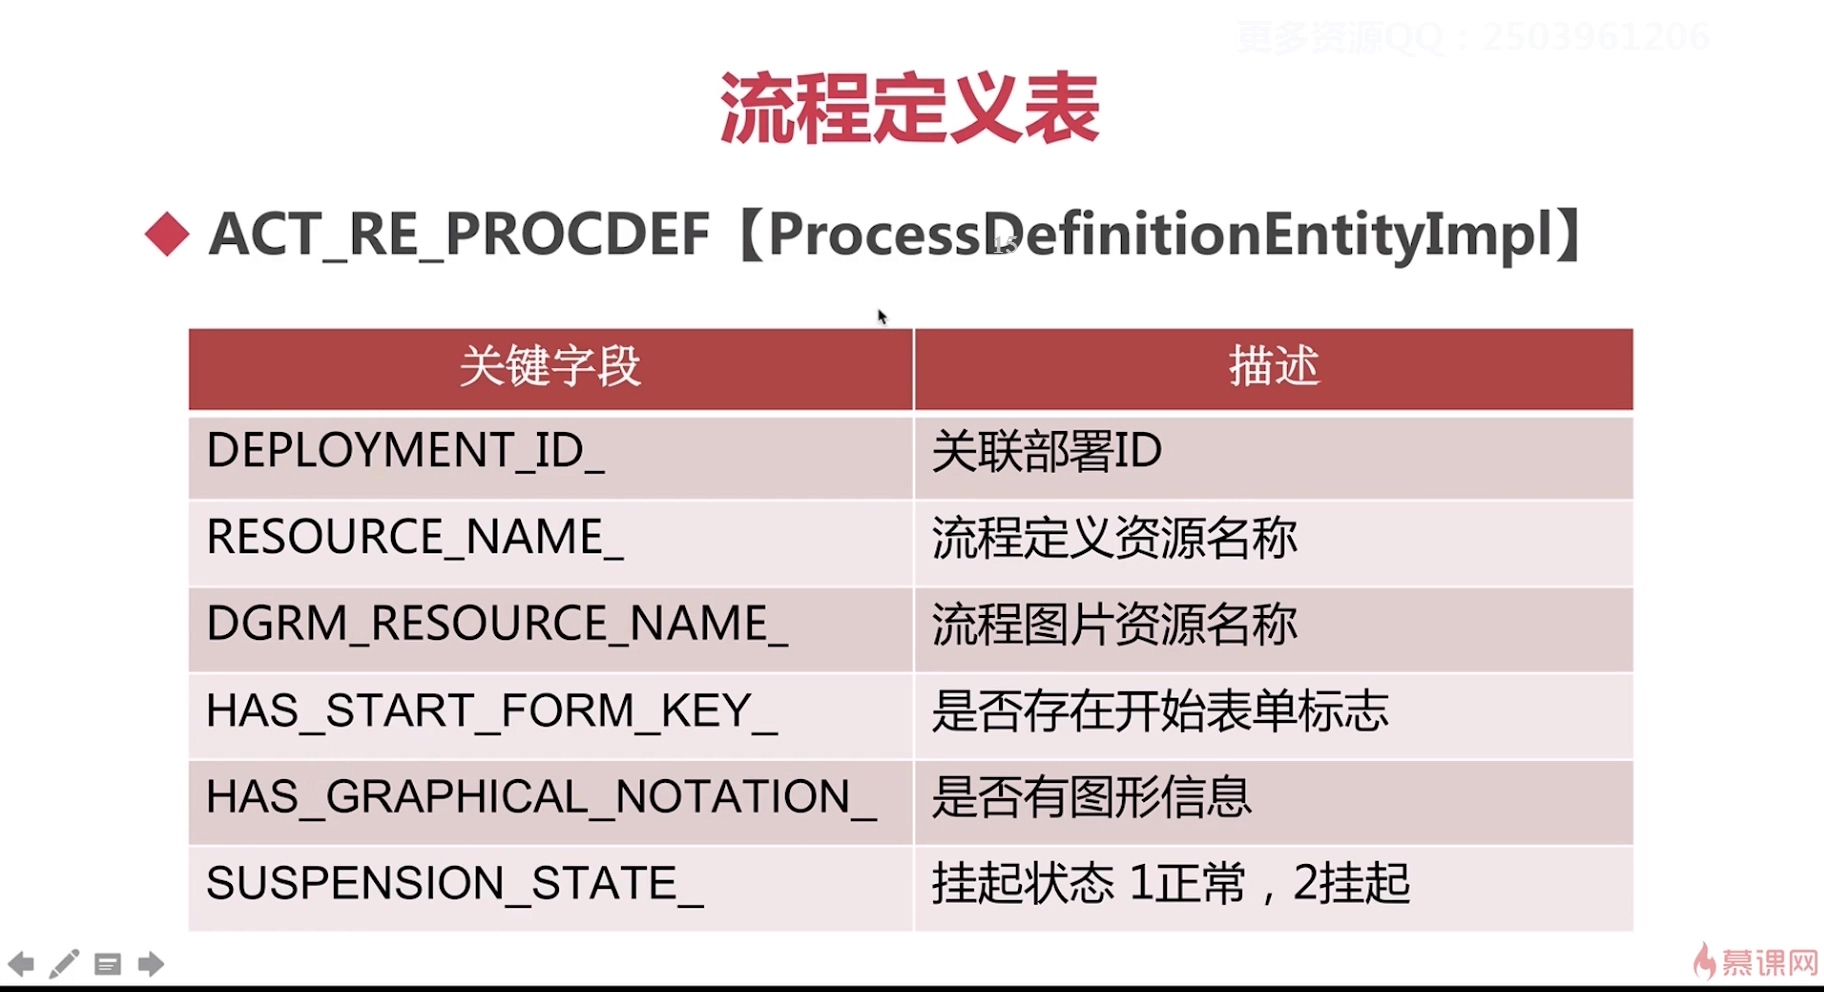 更多资源QQ：2503961206
流程定义表
ACT_RE_PROCDEF【ProcessDefinitionEntityImpl】
15
关键字段 描述
DEPLOYMENT_ID_ 关联部署ID
RESOURCE_NAME_ 流程定义资源名称
DGRM_RESOURCE_NAME_ 流程图片资源名称
HAS_START_FORM_KEY_ 是否存在开始表单标志
HAS_GRAPHICAL_NOTATION_ 是否有图形信息
SUSPENSION_STATE_ 挂起状态 1正常，2挂起
慕课网